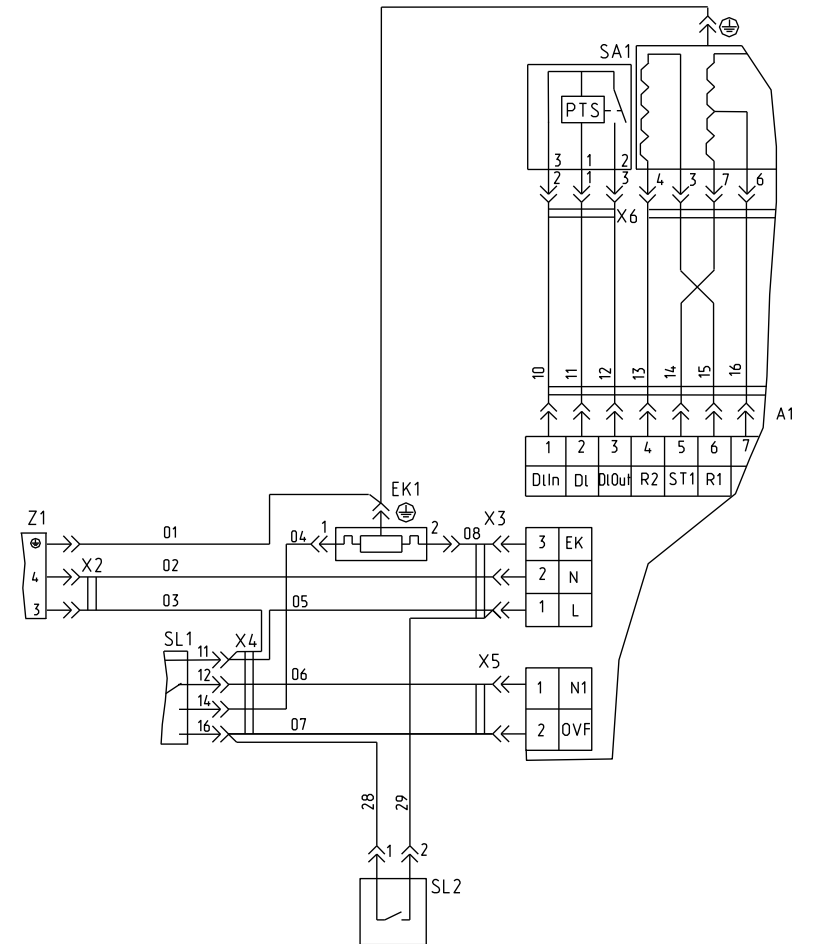 SA1
PTS
3 1 2
2 1 3 4 3 7 6
X6
10 11 12 13 14 15 16
A1
1 2 3 4 5 6 7
DlIn Dl DlOut R2 ST1 R1
EK1
Z1
01 04 1 2 08 X3
3 EK
X2 02
4 2 N
03 05
3 1 L
SL1 X4
11
X5
12 06
1 N1
14
16 07
2 OVF
28 29
1 2
SL2